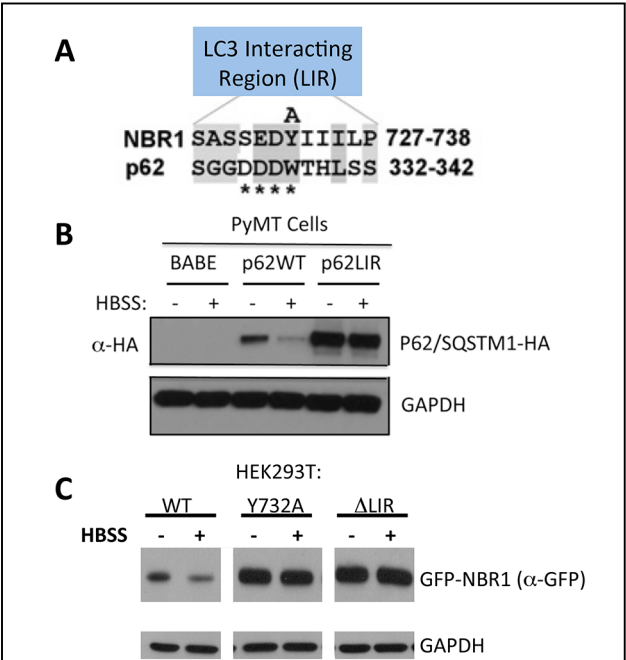 A
LC3 Interacting
Region (LIR)
A
NBR1 SASSEDYIIIILP 727-738
p62 SGGDDDWTHLSS 332-342
****
B
PyMT Cells
BABE p62WT p62LIR
HBSS: - + - + - +
α-HA P62/SQSTM1-HA
GAPDH
C
HEK293T:
WT Y732A ΔLIR
HBSS - + - + - +
GFP-NBR1 (α-GFP)
GAPDH